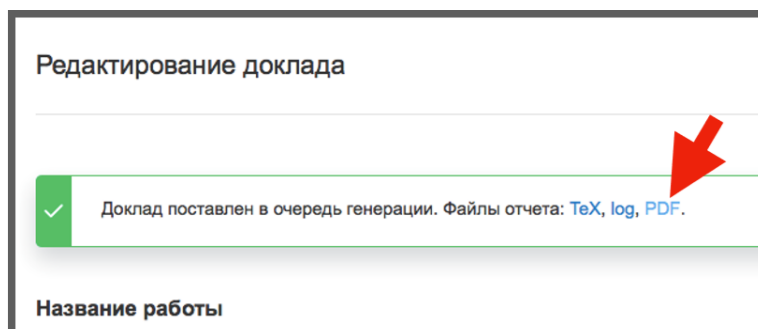 Редактирование доклада
Доклад поставлен в очередь генерации. Файлы отчета: TeX, log, PDF.
Название работы